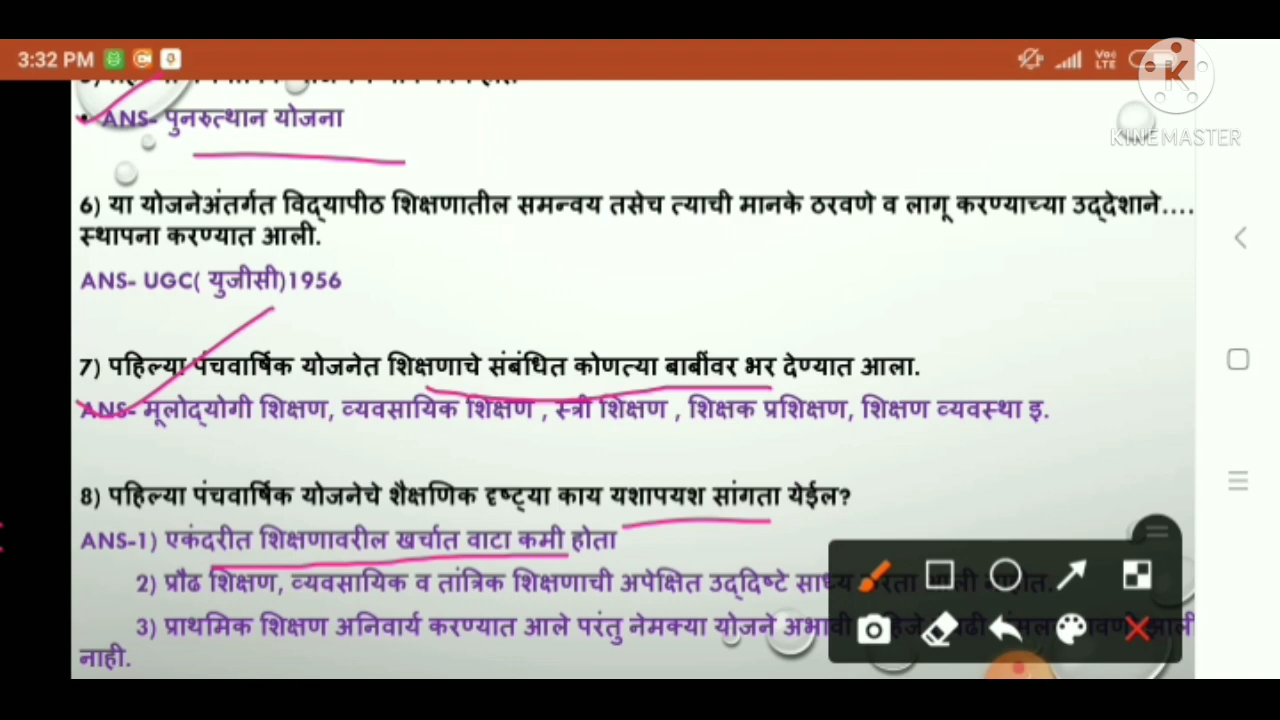 3:32 PM
Vo LTE
KINEMASTER
ANS- पुनरुत्थान योजना
6) या योजनेअंतर्गत विद्यापीठ शिक्षणातील समन्वय तसेच त्याची मानके ठरवणे व लागू करण्याच्या उद्देशाने....
स्थापना करण्यात आली.
ANS- UGC( युजीसी)1956
7) पहिल्या पंचवार्षिक योजनेत शिक्षणाचे संबंधित कोणत्या बाबींवर भर देण्यात आला.
ANS- मूलोद्योगी शिक्षण, व्यवसायिक शिक्षण , स्त्री शिक्षण , शिक्षक प्रशिक्षण, शिक्षण व्यवस्था इ.
8) पहिल्या पंचवार्षिक योजनेचे शैक्षणिक दृष्ट्या काय यशापयश सांगता येईल?
ANS-1) एकंदरीत शिक्षणावरील खर्चात वाटा कमी होता
2) प्रौढ शिक्षण, व्यवसायिक व तांत्रिक शिक्षणाची अपेक्षित उद्दिष्टे
3) प्राथमिक शिक्षण अनिवार्य करण्यात आले परंतु नेमक्या योजने
नाही.